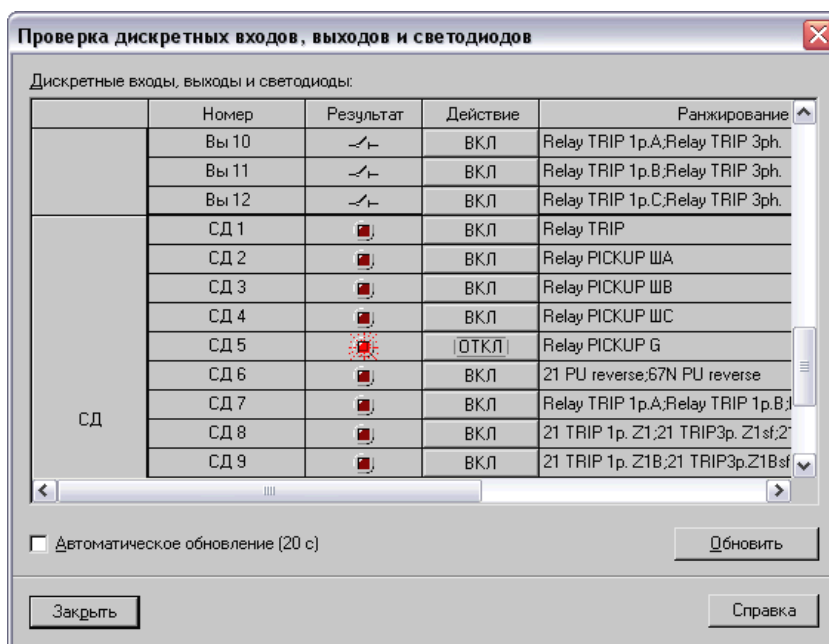 Проверка дискретных входов, выходов и светодиодов
Дискретные входы, выходы и светодиоды:
Номер Результат Действие Ранжирование
Вы 10 ВКЛ Relay TRIP 1p.A;Relay TRIP 3ph.
Вы 11 ВКЛ Relay TRIP 1p.B;Relay TRIP 3ph.
Вы 12 ВКЛ Relay TRIP 1p.C;Relay TRIP 3ph.
СД 1 ВКЛ Relay TRIP
СД 2 ВКЛ Relay PICKUP ШA
СД 3 ВКЛ Relay PICKUP ШB
СД 4 ВКЛ Relay PICKUP ШC
СД 5 ОТКЛ Relay PICKUP G
СД 6 ВКЛ 21 PU reverse;67N PU reverse
СД 7 ВКЛ Relay TRIP 1p.A;Relay TRIP 1p.B;
СД
СД 8 ВКЛ 21 TRIP 1p. Z1;21 TRIP3p. Z1sf;2
СД 9 ВКЛ 21 TRIP 1p. Z1B;21 TRIP3p.Z1Bsf
Автоматическое обновление (20 с)
Обновить
Закрыть
Справка